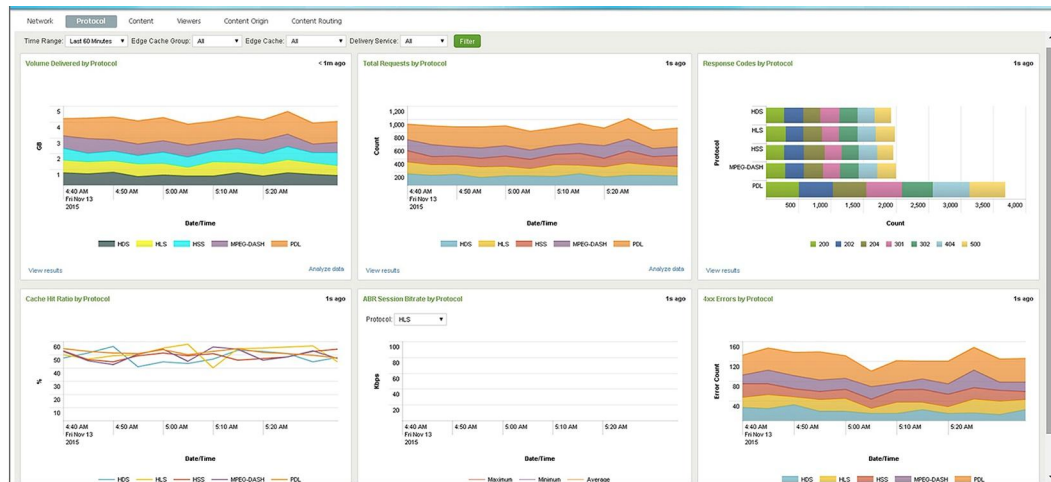 Network Protocol Content Viewers Content Origin Content Routing
Time Range: Last 60 Minutes Edge Cache Group: All Edge Cache: All Delivery Service: All Filter
Volume Delivered by Protocol < 1m ago
5
4
3
2
1
GB
4:40 AM 4:50 AM 5:00 AM 5:10 AM 5:20 AM
Fri Nov 13
2015
Date/Time
HDS HLS HSS MPEG-DASH PDL
View results Analyze data
Total Requests by Protocol 1s ago
1,200
1,000
800
600
400
200
Count
4:40 AM 4:50 AM 5:00 AM 5:10 AM 5:20 AM
Fri Nov 13
2015
Date/Time
HDS HLS HSS MPEG-DASH PDL
View results Analyze data
Response Codes by Protocol 1s ago
Protocol
HDS
HLS
HSS
MPEG-DASH
PDL
500 1,000 1,500 2,000 2,500 3,000 3,500 4,000
Count
200 202 204 301 302 404 500
View results
Cache Hit Ratio by Protocol 1s ago
60
50
40
30
20
10
%
4:40 AM 4:50 AM 5:00 AM 5:10 AM 5:20 AM
Fri Nov 13
2015
Date/Time
HDS HLS HSS MPEG-DASH PDL
ABR Session Bitrate by Protocol 1s ago
Protocol: HLS
100
80
60
40
20
Kbps
4:40 AM 4:50 AM 5:00 AM 5:10 AM 5:20 AM
Fri Nov 13
2015
Date/Time
Maximum Minimum Average
4xx Errors by Protocol 1s ago
160
120
80
40
Error Count
4:40 AM 4:50 AM 5:00 AM 5:10 AM 5:20 AM
Fri Nov 13
2015
Date/Time
HDS HLS HSS MPEG-DASH PDL